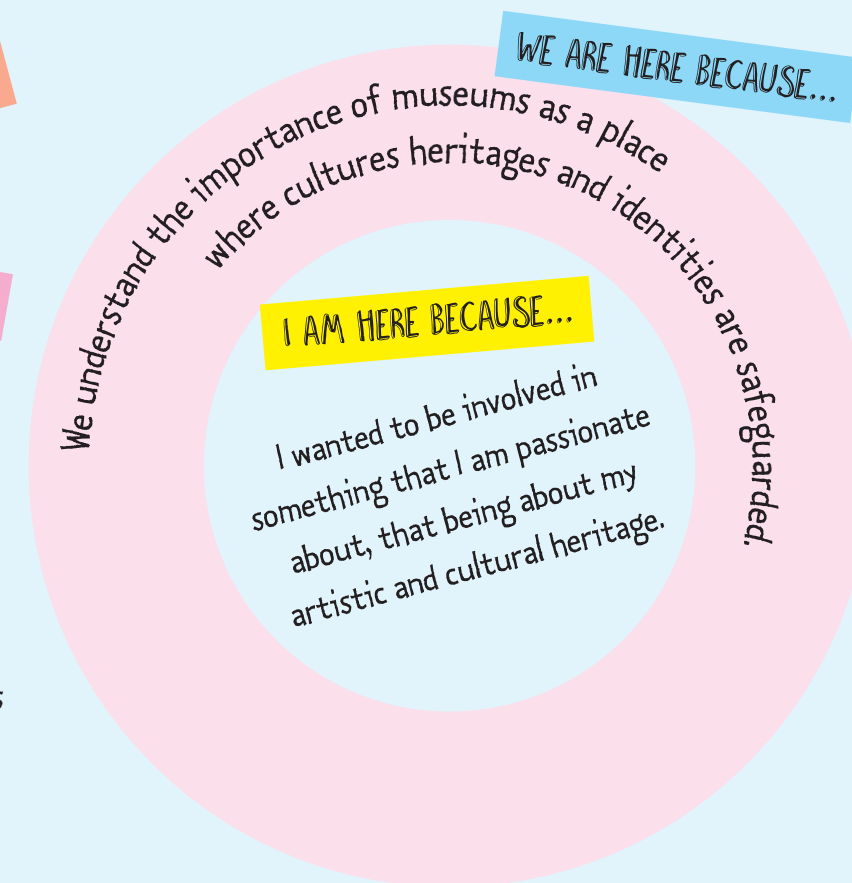 WE ARE HERE BECAUSE...
We understand the importance of museums as a place
where cultures heritages and identities are safeguarded.
I AM HERE BECAUSE...
I wanted to be involved in
something that I am passionate
about, that being about my
artistic and cultural heritage.